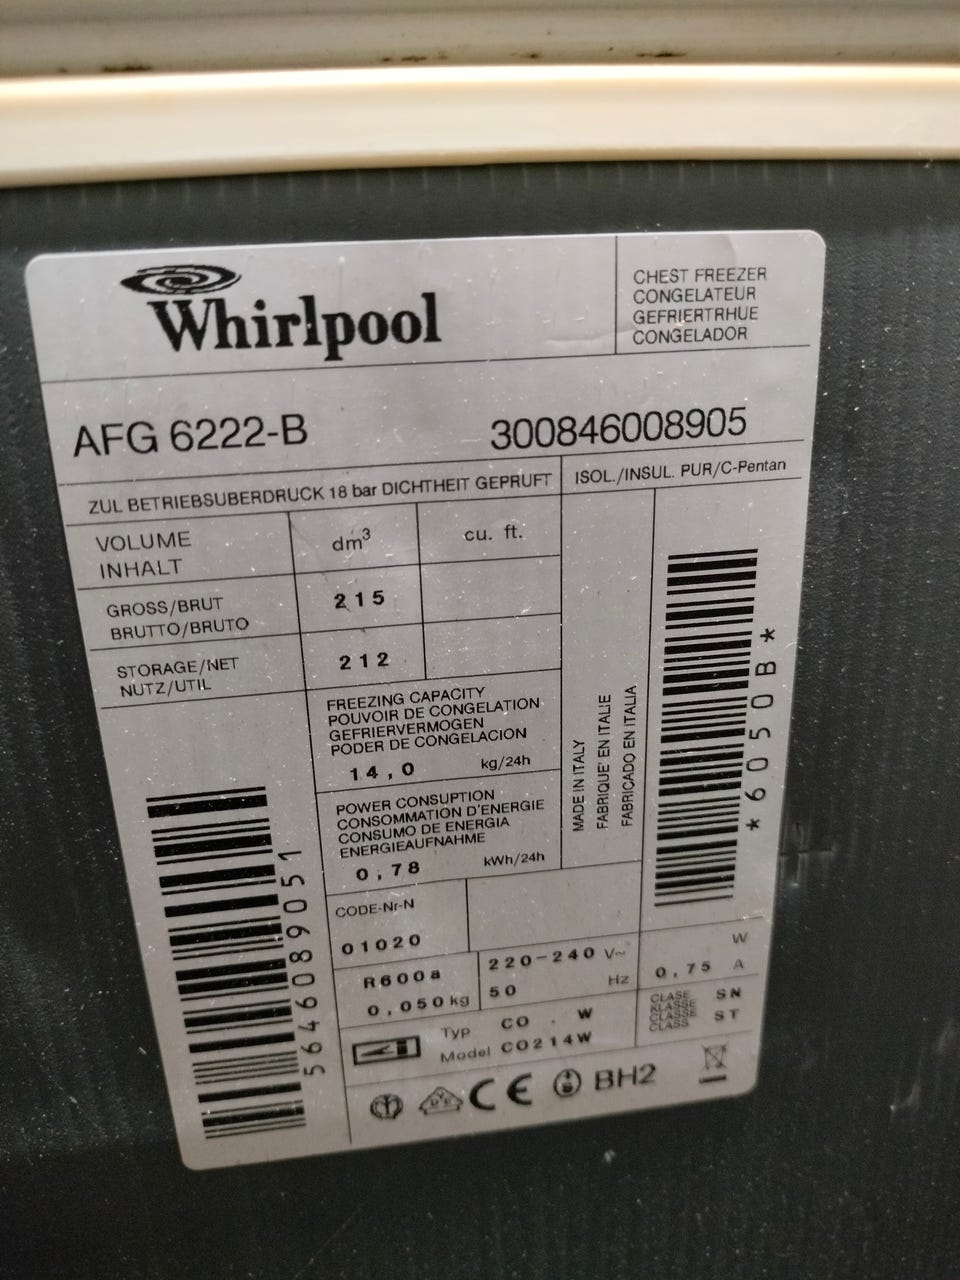 Whirlpool
CHEST FREEZER
CONGELATEUR
GEFRIERTRHUE
CONGELADOR
AFG 6222-B
300846008905
ZUL BETRIEBSUBERDRUCK 18 bar DICHTHEIT GEPRUFT
ISOL./INSUL. PUR/C-Pentan
VOLUME
INHALT
dm³
cu. ft.
GROSS/BRUT
BRUTTO/BRUTO
215
STORAGE/NET
NUTZ/UTIL
212
FREEZING CAPACITY
POUVOIR DE CONGELATION
GEFRIERVERMOGEN
PODER DE CONGELACION
14,0 kg/24h
POWER CONSUPTION
CONSOMMATION D'ENERGIE
CONSUMO DE ENERGIA
ENERGIEAUFNAHME
0,78 kWh/24h
MADE IN ITALY
FABRIQUE' EN ITALIE
FABRICADO EN ITALIA
*6050B*
5646089051
CODE-Nr-N
01020
R600a
0,050 kg
220-240 V~
50 Hz
W
0,75 A
Typ CO . W
Model CO214W
CLASE
KLASSE
CLASSE
CLASS
SN
ST
DVE
CE
BH2